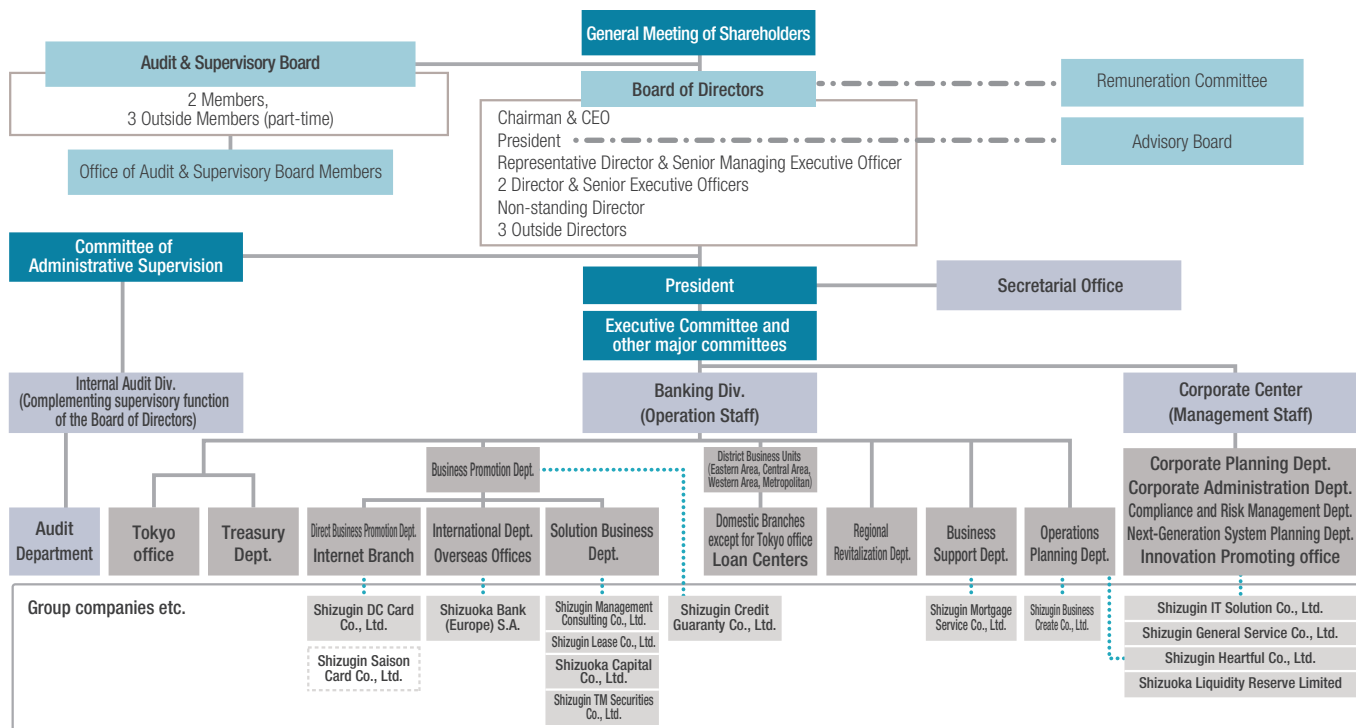 General Meeting of Shareholders
Audit & Supervisory Board
2 Members,
3 Outside Members (part-time)
Office of Audit & Supervisory Board Members
Board of Directors
Chairman & CEO
President
Representative Director & Senior Managing Executive Officer
2 Director & Senior Executive Officers
Non-standing Director
3 Outside Directors
Remuneration Committee
Advisory Board
Committee of
Administrative Supervision
President
Secretarial Office
Executive Committee and
other major committees
Internal Audit Div.
(Complementing supervisory function
of the Board of Directors)
Banking Div.
(Operation Staff)
Corporate Center
(Management Staff)
Audit
Department
Tokyo
office
Treasury
Dept.
Business Promotion Dept.
Direct Business Promotion Dept.
Internet Branch
International Dept.
Overseas Offices
Solution Business
Dept.
District Business Units
(Eastern Area, Central Area,
Western Area, Metropolitan)
Domestic Branches
except for Tokyo office
Loan Centers
Regional
Revitalization Dept.
Business
Support Dept.
Operations
Planning Dept.
Corporate Planning Dept.
Corporate Administration Dept.
Compliance and Risk Management Dept.
Next-Generation System Planning Dept.
Innovation Promoting office
Group companies etc.
Shizugin DC Card
Co., Ltd.
Shizugin Saison
Card Co., Ltd.
Shizuoka Bank
(Europe) S.A.
Shizugin Management
Consulting Co., Ltd.
Shizugin Lease Co., Ltd.
Shizuoka Capital
Co., Ltd.
Shizugin TM Securities
Co., Ltd.
Shizugin Credit
Guaranty Co., Ltd.
Shizugin Mortgage
Service Co., Ltd.
Shizugin Business
Create Co., Ltd.
Shizugin IT Solution Co., Ltd.
Shizugin General Service Co., Ltd.
Shizugin Heartful Co., Ltd.
Shizuoka Liquidity Reserve Limited